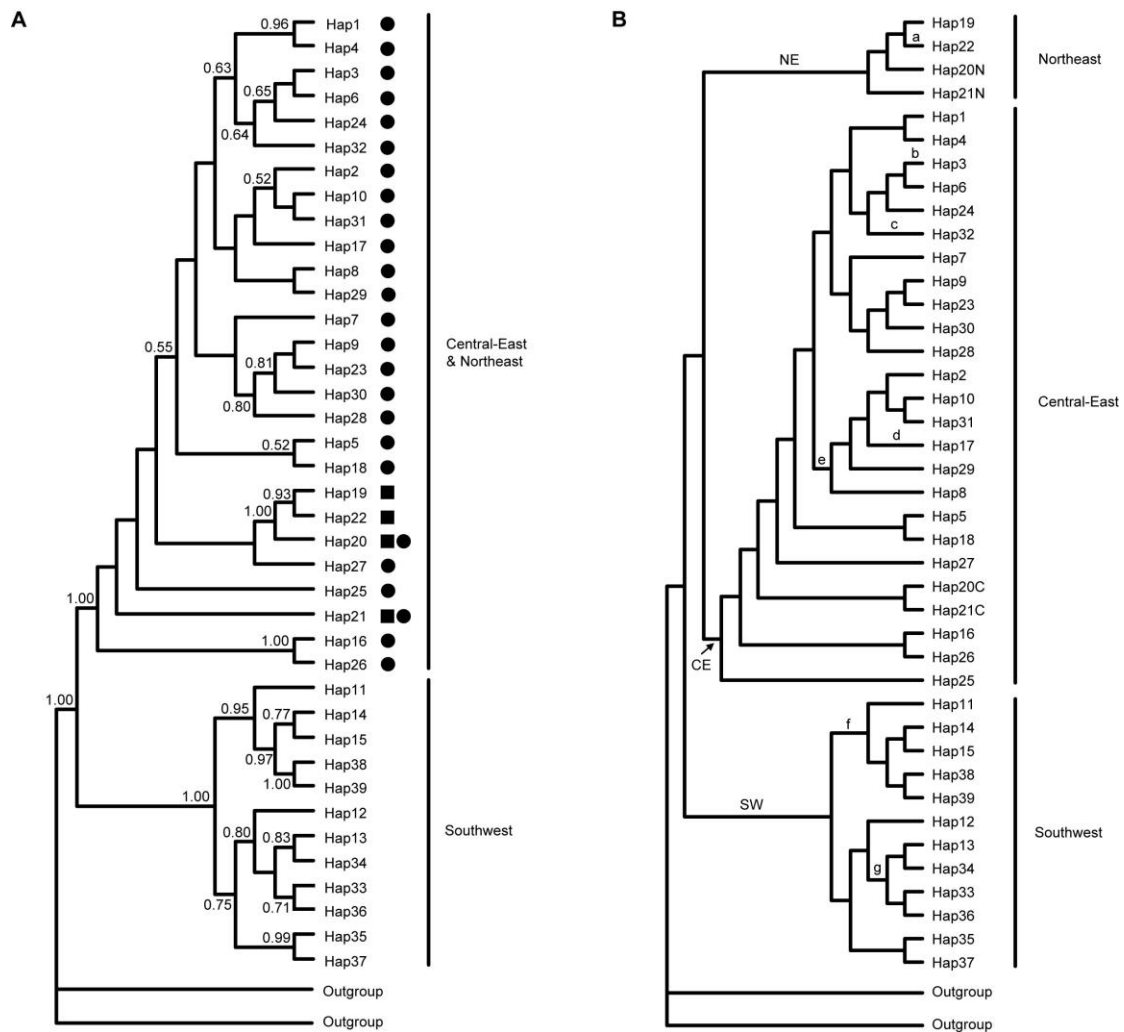 A
0.96
Hap1
Hap4
0.63
Hap3
0.65
Hap6
Hap24
0.64
Hap32
Hap2
0.52
Hap10
Hap31
Hap17
Hap8
Hap29
Hap7
Hap9
0.81
Hap23
Hap30
0.80
Hap28
0.55
Hap5
0.52
Hap18
Hap19
0.93
Hap22
1.00
Hap20
Hap27
Hap25
Hap21
1.00
Hap16
1.00
Hap26
Central-East
& Northeast
Hap11
0.95
0.77
Hap14
Hap15
0.97
Hap38
1.00
Hap39
1.00
1.00
Hap12
0.80
0.83
Hap13
Hap34
Hap33
0.71
Hap36
0.75
0.99
Hap35
Hap37
Southwest
Outgroup
Outgroup
B
Hap19
a
Hap22
NE
Hap20N
Hap21N
Northeast
Hap1
Hap4
b
Hap3
Hap6
Hap24
c
Hap32
Hap7
Hap9
Hap23
Hap30
Hap28
Hap2
Hap10
Hap31
d
Hap17
e
Hap29
Hap8
Hap5
Hap18
Hap27
Hap20C
Hap21C
Hap16
Hap26
CE
Hap25
Central-East
Hap11
f
Hap14
Hap15
Hap38
Hap39
SW
Hap12
Hap13
g
Hap34
Hap33
Hap36
Hap35
Hap37
Southwest
Outgroup
Outgroup